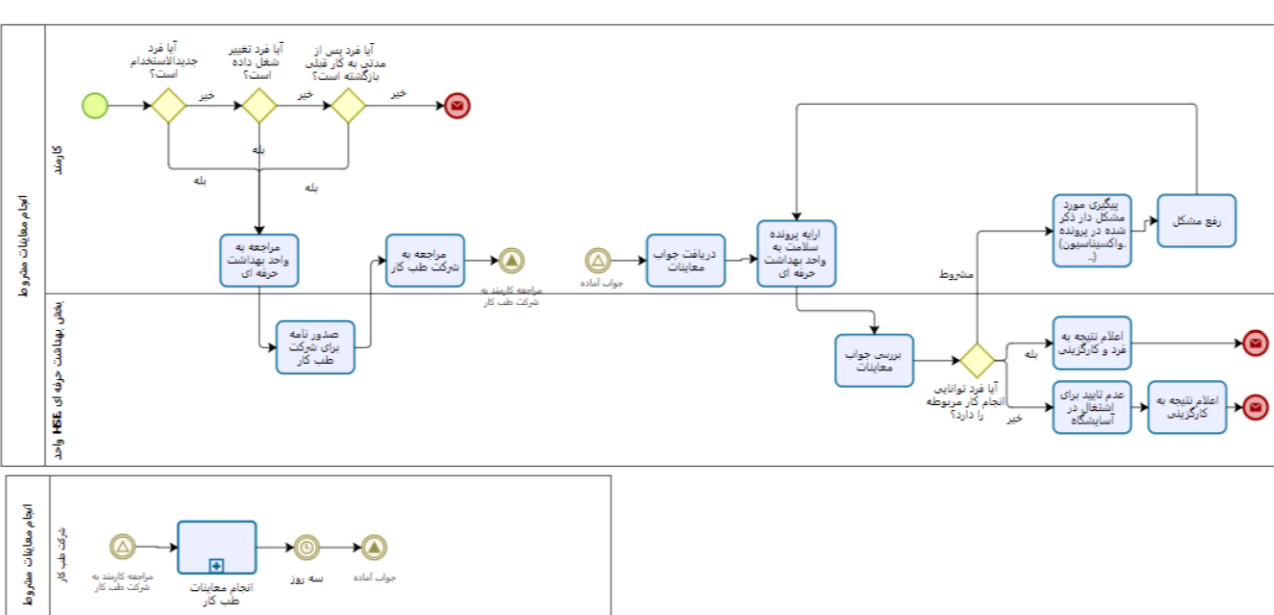 انجام معاینات مشروط
کارمند
آیا فرد
جدیدالاستخدام
است؟
خیر
بله
آیا فرد تغییر
شغل داده
است؟
خیر
بله
آیا فرد پس از
مدتی به کار قبلی
بازگشته است؟
خیر
بله
مراجعه به
واحد بهداشت
حرفه ای
مراجعه به
شرکت طب کار
مراجعه کارمند به
شرکت طب کار
جواب آماده
دریافت جواب
معاینات
ارایه پرونده
سلامت به
واحد بهداشت
حرفه ای
مشروط
پیگیری مورد
مشکل دار ذکر
شده در پرونده
(واکسیناسیون.
..)
رفع مشکل
بخش بهداشت حرفه ای HSE واحد
صدور نامه
برای شرکت
طب کار
بررسی جواب
معاینات
آیا فرد توانایی
انجام کار مربوطه
را دارد؟
بله
خیر
اعلام نتیجه به
فرد و کارگزینی
عدم تایید برای
اشتغال در
آسایشگاه
اعلام نتیجه به
کارگزینی
انجام معاینات مشروط
شرکت طب کار
مراجعه کارمند به
شرکت طب کار
انجام معاینات
طب کار
سه روز
جواب آماده